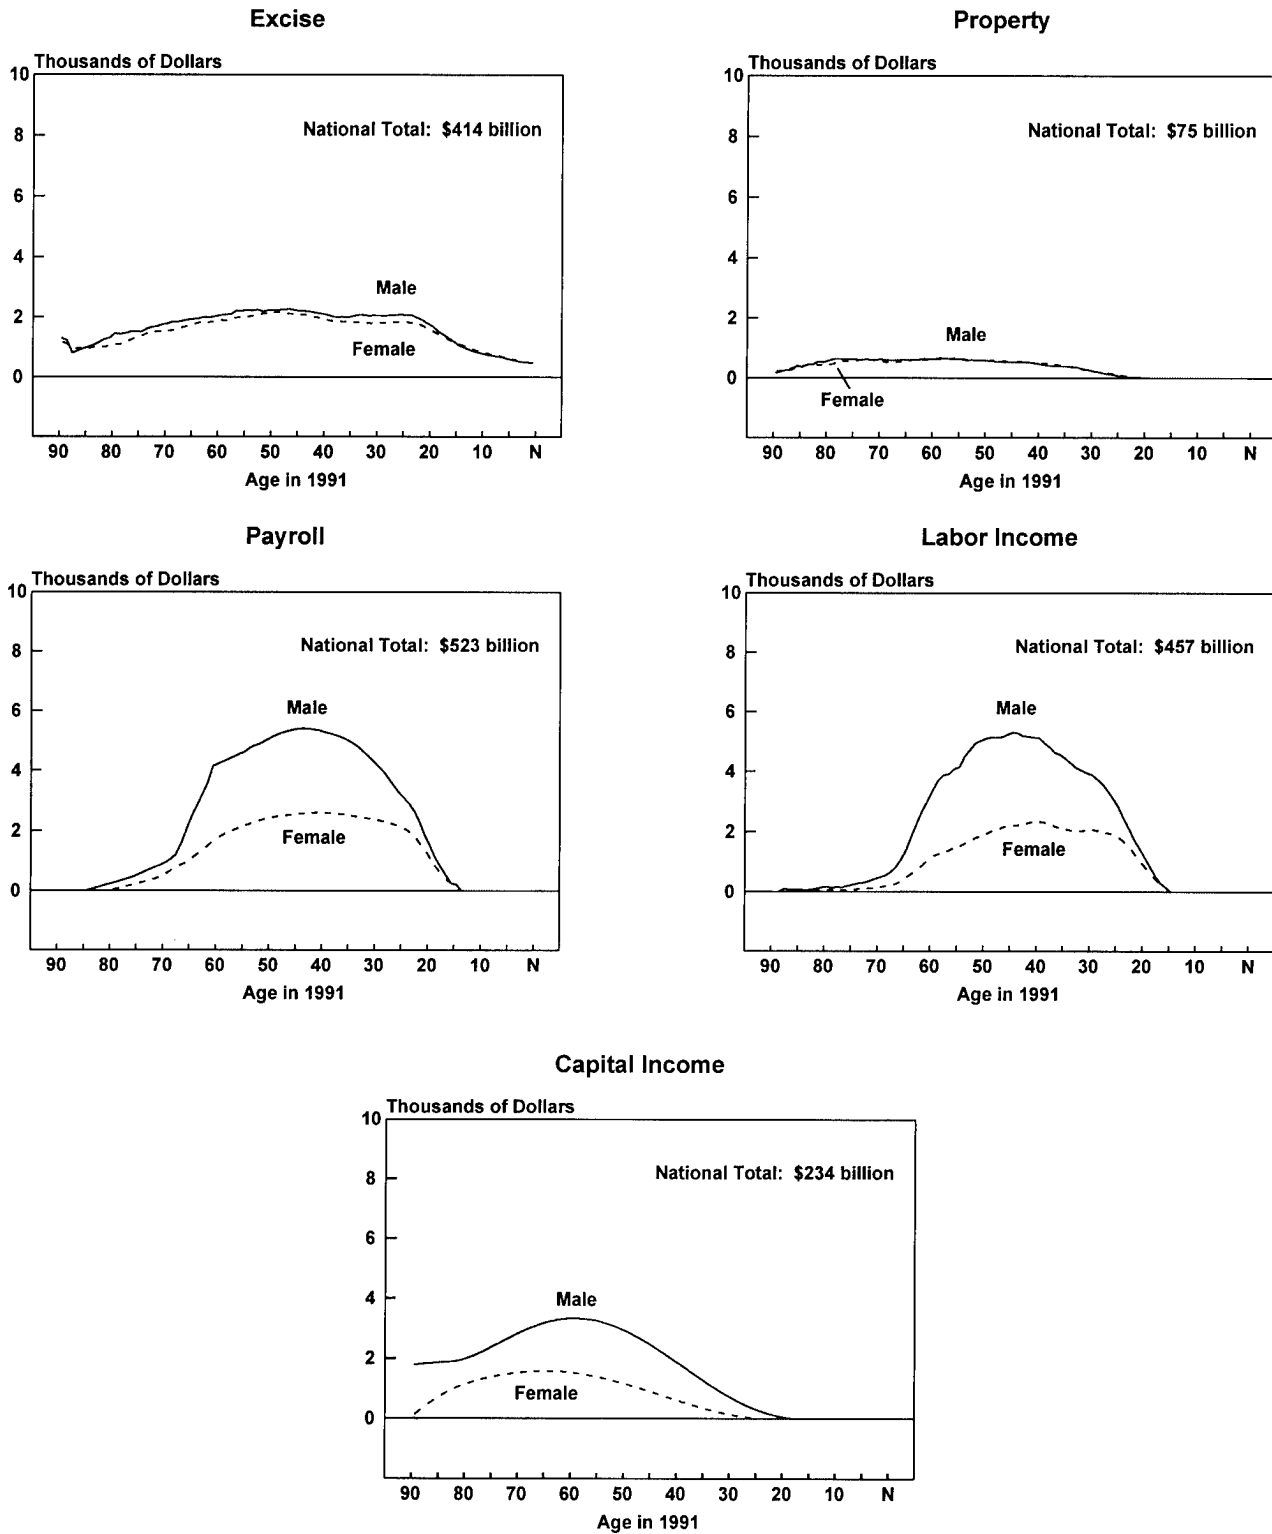 Excise
Thousands of Dollars
10
National Total: $414 billion
8
6
4
Male
2
Female
0
90 80 70 60 50 40 30 20 10 N
Age in 1991
Property
Thousands of Dollars
10
National Total: $75 billion
8
6
4
Male
2
0
Female
90 80 70 60 50 40 30 20 10 N
Age in 1991
Payroll
Thousands of Dollars
10
National Total: $523 billion
8
Male
6
4
2
Female
0
90 80 70 60 50 40 30 20 10 N
Age in 1991
Labor Income
Thousands of Dollars
10
National Total: $457 billion
8
Male
6
4
2
Female
0
90 80 70 60 50 40 30 20 10 N
Age in 1991
Capital Income
Thousands of Dollars
10
National Total: $234 billion
8
6
4
Male
2
Female
0
90 80 70 60 50 40 30 20 10 N
Age in 1991